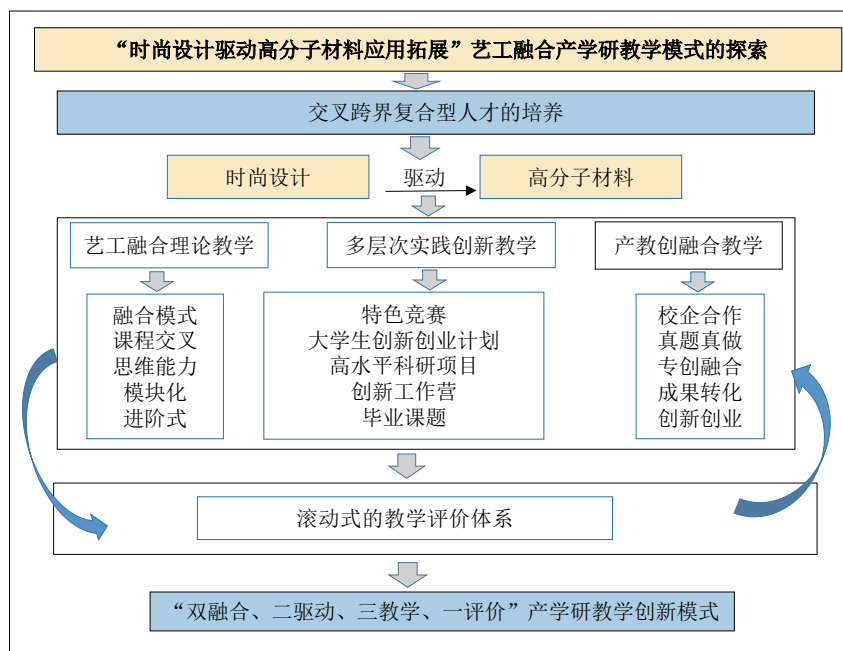 “时尚设计驱动高分子材料应用拓展”艺工融合产学研教学模式的探索
交叉跨界复合型人才的培养
时尚设计
驱动
高分子材料
艺工融合理论教学
融合模式
课程交叉
思维能力
模块化
进阶式
多层次实践创新教学
特色竞赛
大学生创新创业计划
高水平科研项目
创新工作营
毕业课题
产教创融合教学
校企合作
真题真做
专创融合
成果转化
创新创业
滚动式的教学评价体系
“双融合、二驱动、三教学、一评价”产学研教学创新模式